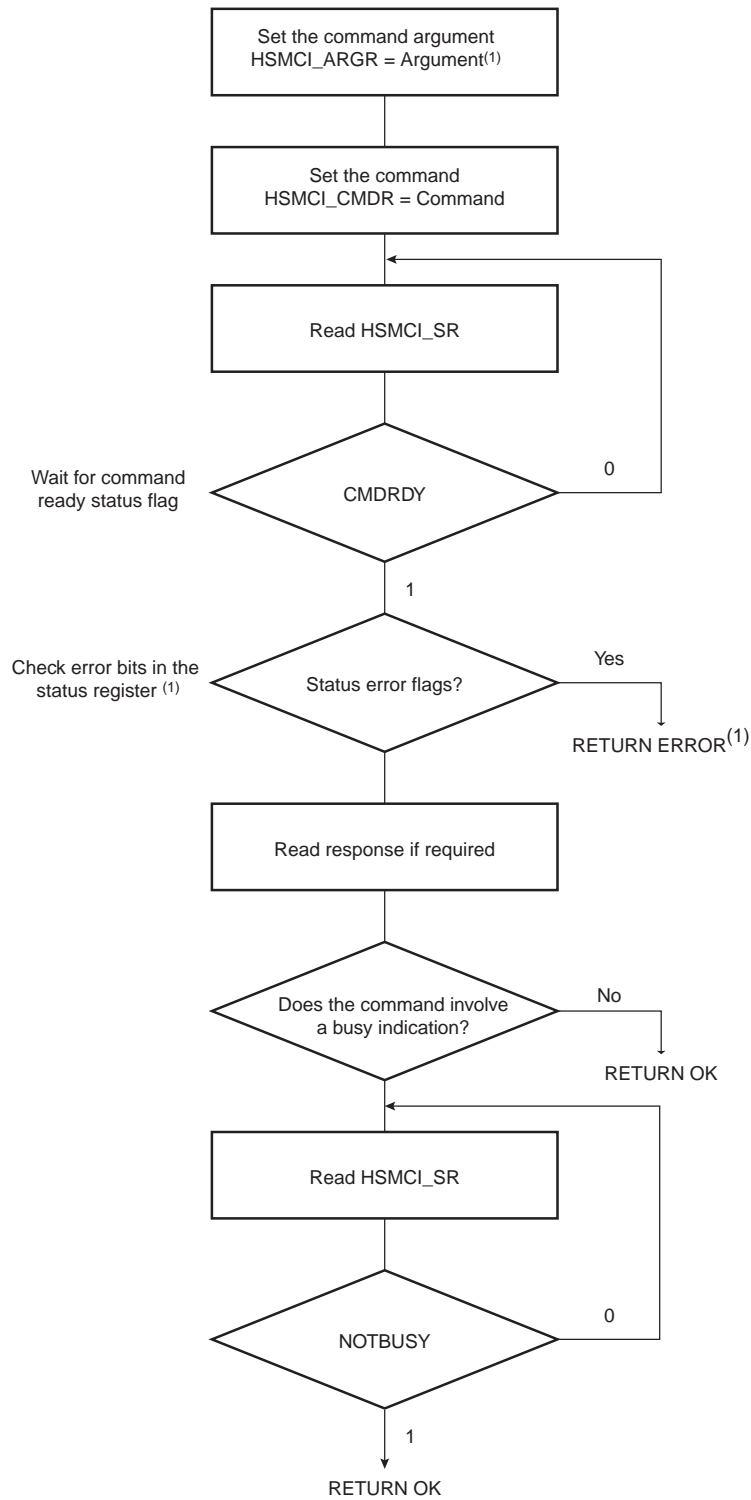 Set the command argument
HSMCI_ARGR = Argument(1)
Set the command
HSMCI_CMDR = Command
Read HSMCI_SR
Wait for command
ready status flag
CMDRDY
0
1
Check error bits in the
status register (1)
Status error flags?
Yes
RETURN ERROR(1)
Read response if required
Does the command involve
a busy indication?
No
RETURN OK
Read HSMCI_SR
NOTBUSY
0
1
RETURN OK